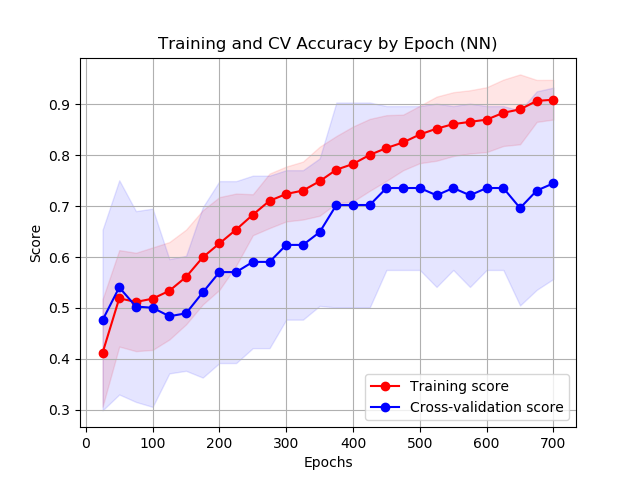 Training and CV Accuracy by Epoch (NN)
0.9
0.8
0.7
0.6
0.5
0.4
0.3
Score
0 100 200 300 400 500 600 700
Epochs
Training score
Cross-validation score